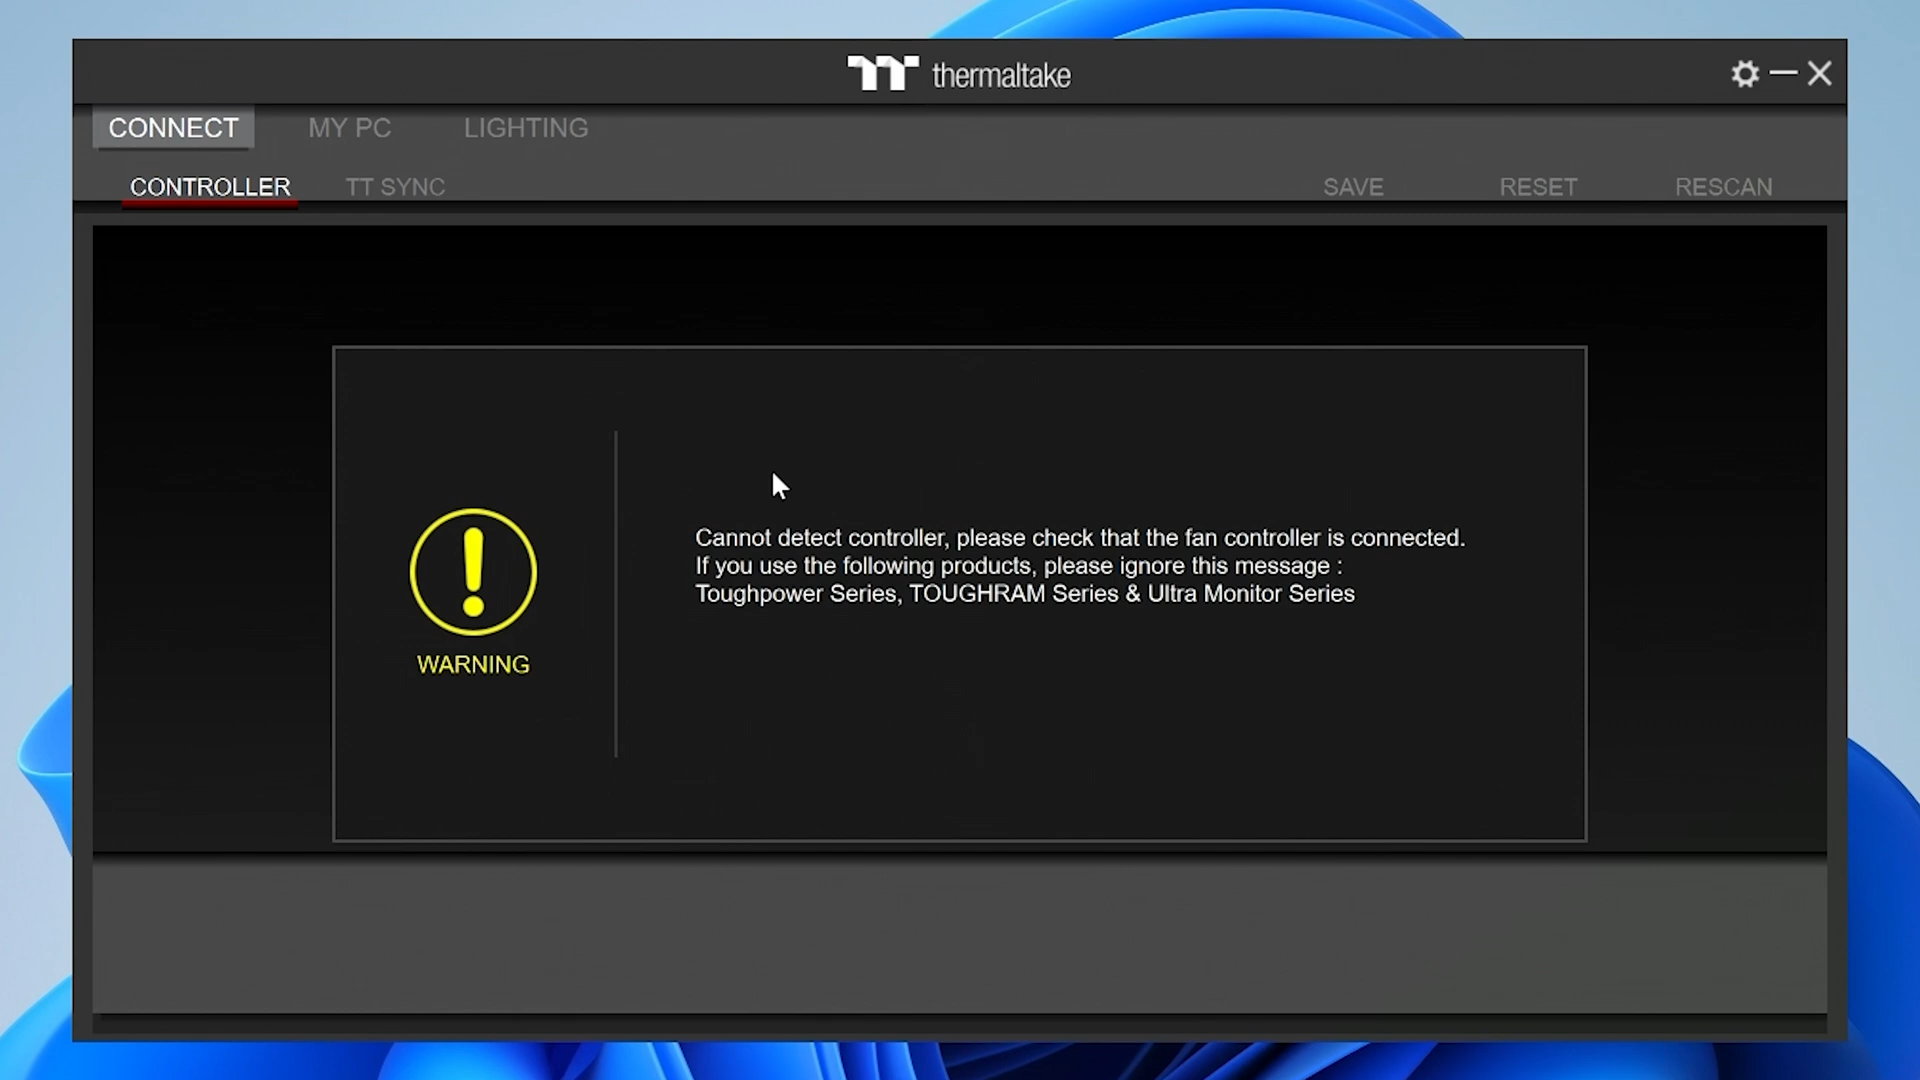 thermaltake
CONNECT MY PC LIGHTING
CONTROLLER TT SYNC SAVE RESET RESCAN
Cannot detect controller, please check that the fan controller is connected.
If you use the following products, please ignore this message :
Toughpower Series, TOUGHRAM Series & Ultra Monitor Series
WARNING